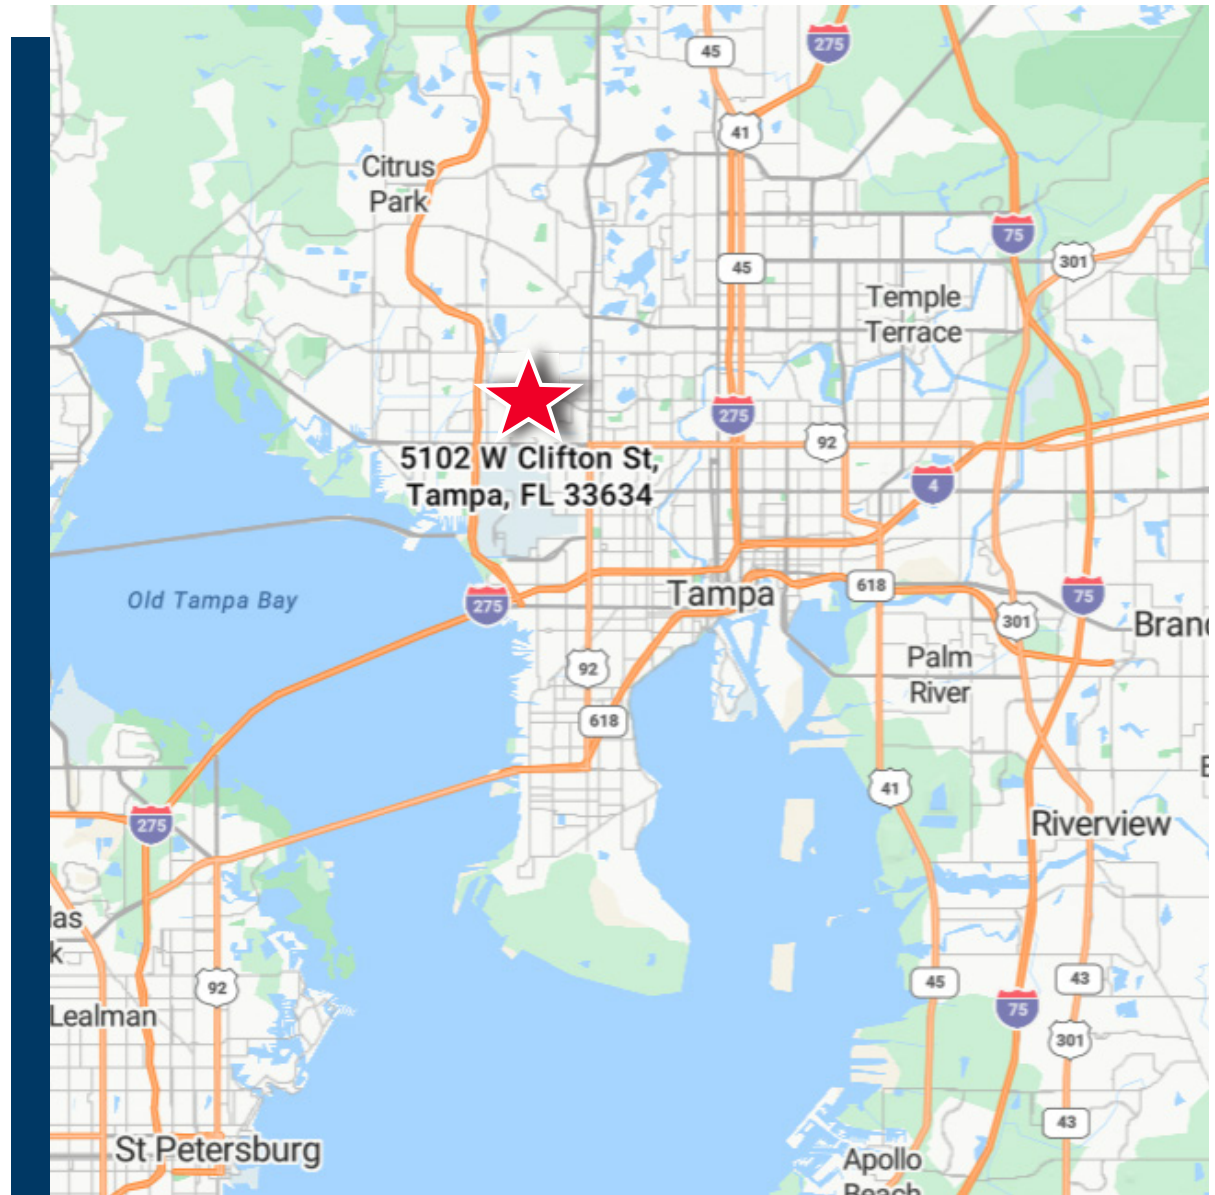 45
275
41
Citrus
Park
75
301
45
Temple
Terrace
275
92
5102 W Clifton St,
Tampa, FL 33634
4
Old Tampa Bay
275
Tampa
618
75
301
Palm
River
92
618
41
275
Riverview
92
Lealman
45
43
75
301
43
St Petersburg
Apollo
Beach